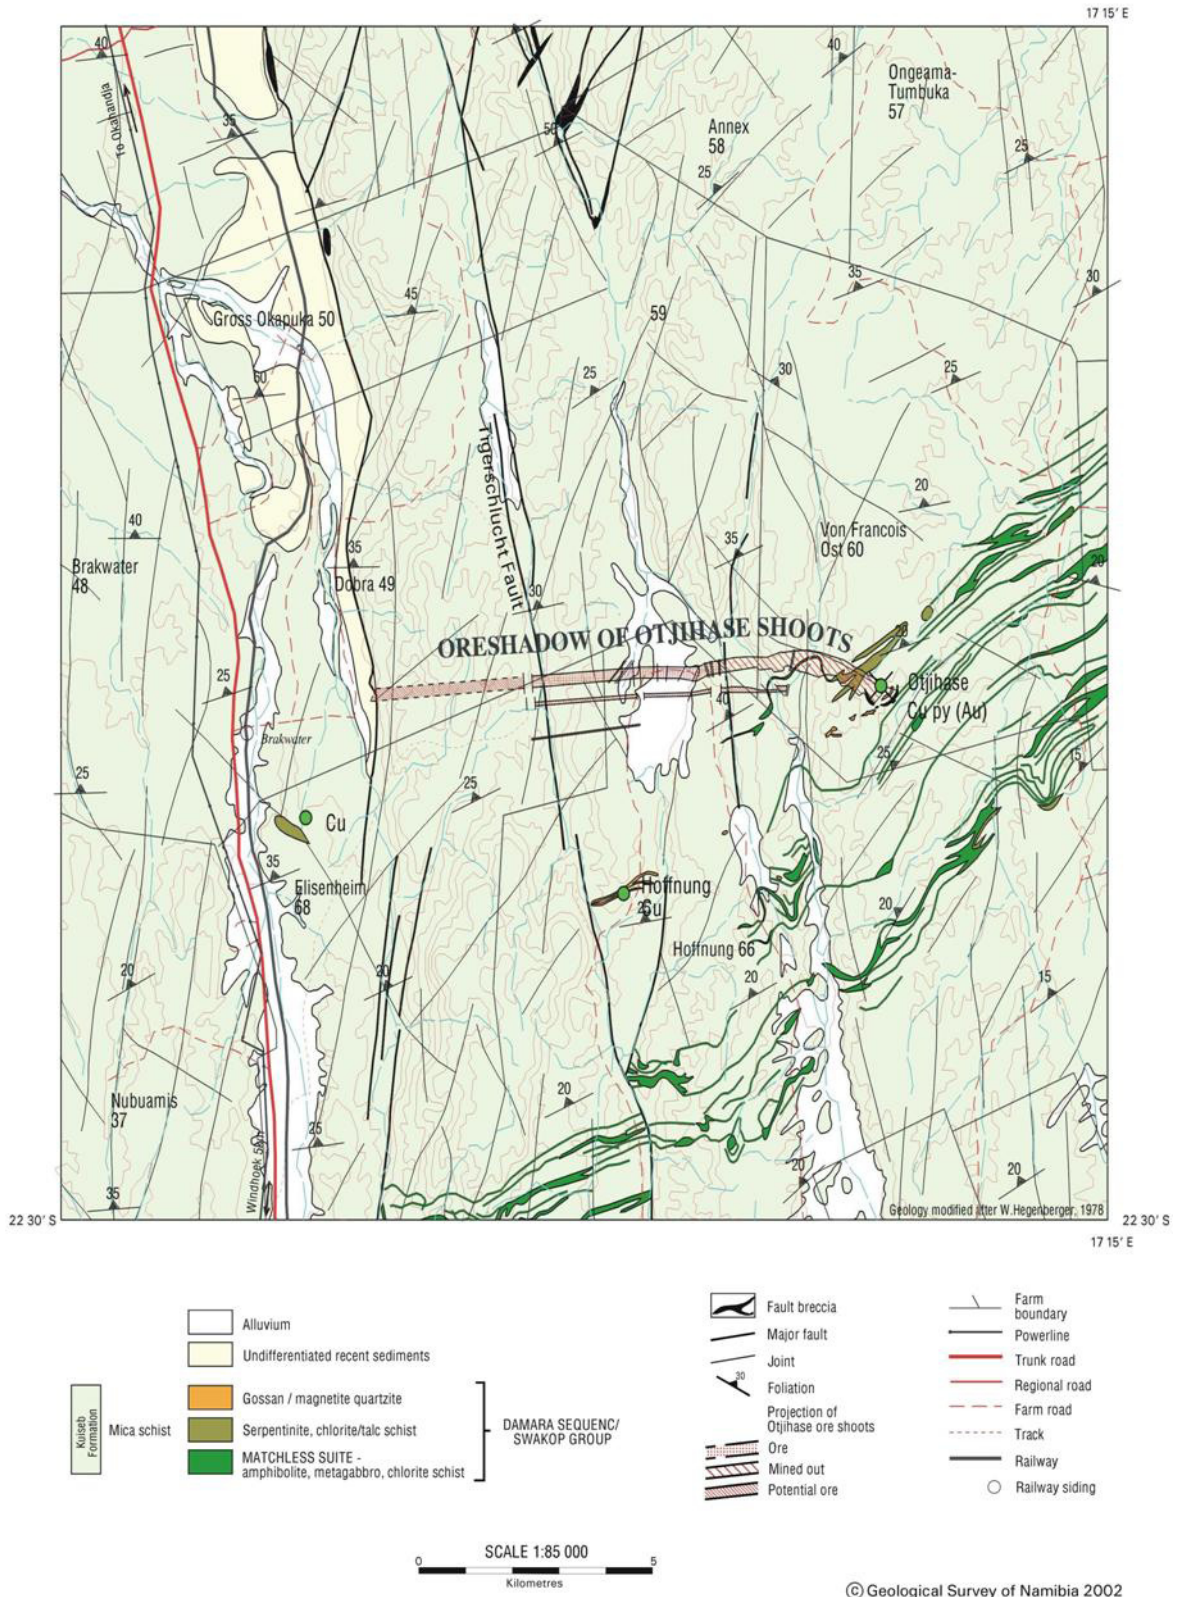 17 15' E
40
To Okahandja
35
50
40
Ongeama-
Tumbuka
57
Annex
58
25
25
45
35
30
Gross Okapuka 50
59
60
25
30
25
Tigerschlucht Fault
20
40
Brakwater
48
35
Dobra 49
30
35
Von Francois
Ost 60
20
ORESHADOW OF OTJIHASE SHOOTS
25
Otjihase
Cu py (Au)
40
Brakwater
25
25
25
15
Cu
35
Elisenheim
68
Hoffnung
Cu
25
20
Hoffnung 66
20
20
20
15
Nubuamis
37
20
25
Windhoek 5km
35
20
20
Geology modified after W.Hegenberger, 1978
22 30' S
22 30' S
17 15' E
Alluvium
Undifferentiated recent sediments
Kuiseb
Formation
Mica schist
Gossan / magnetite quartzite
Serpentinite, chlorite/talc schist
MATCHLESS SUITE -
amphibolite, metagabbro, chlorite schist
DAMARA SEQUENC/
SWAKOP GROUP
Fault breccia
Major fault
Joint
30
Foliation
Projection of
Otjihase ore shoots
Ore
Mined out
Potential ore
Farm
boundary
Powerline
Trunk road
Regional road
Farm road
Track
Railway
Railway siding
SCALE 1:85 000
0
5
Kilometres
© Geological Survey of Namibia 2002